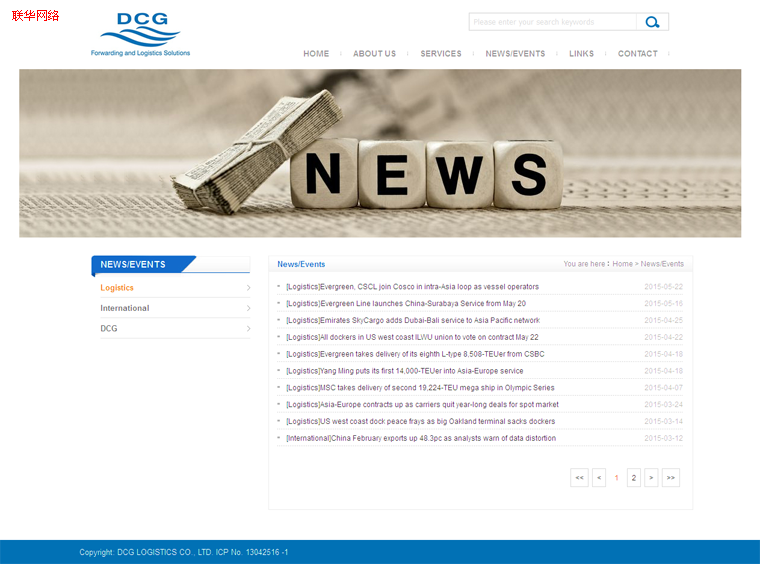 联华网络
DCG
Forwarding and Logistics Solutions
Please enter your search keywords
HOME
ABOUT US
SERVICES
NEWS/EVENTS
LINKS
CONTACT
NEWS
NEWS/EVENTS
Logistics
International
DCG
News/Events
You are here : Home > News/Events
[Logistics]Evergreen, CSCL join Cosco in intra-Asia loop as vessel operators 2015-05-22
[Logistics]Evergreen Line launches China-Surabaya Service from May 20 2015-05-16
[Logistics]Emirates SkyCargo adds Dubai-Bali service to Asia Pacific network 2015-04-25
[Logistics]All dockers in US west coast ILWU union to vote on contract May 22 2015-04-22
[Logistics]Evergreen takes delivery of its eighth L-type 8,508-TEUer from CSBC 2015-04-18
[Logistics]Yang Ming puts its first 14,000-TEUer into Asia-Europe service 2015-04-18
[Logistics]MSC takes delivery of second 19,224-TEU mega ship in Olympic Series 2015-04-07
[Logistics]Asia-Europe contracts up as carriers quit year-long deals for spot market 2015-03-24
[Logistics]US west coast dock peace frays as big Oakland terminal sacks dockers 2015-03-14
[International]China February exports up 48.3pc as analysts warn of data distortion 2015-03-12
<< < 1 2 > >>
Copyright: DCG LOGISTICS CO., LTD. ICP No. 13042516 -1